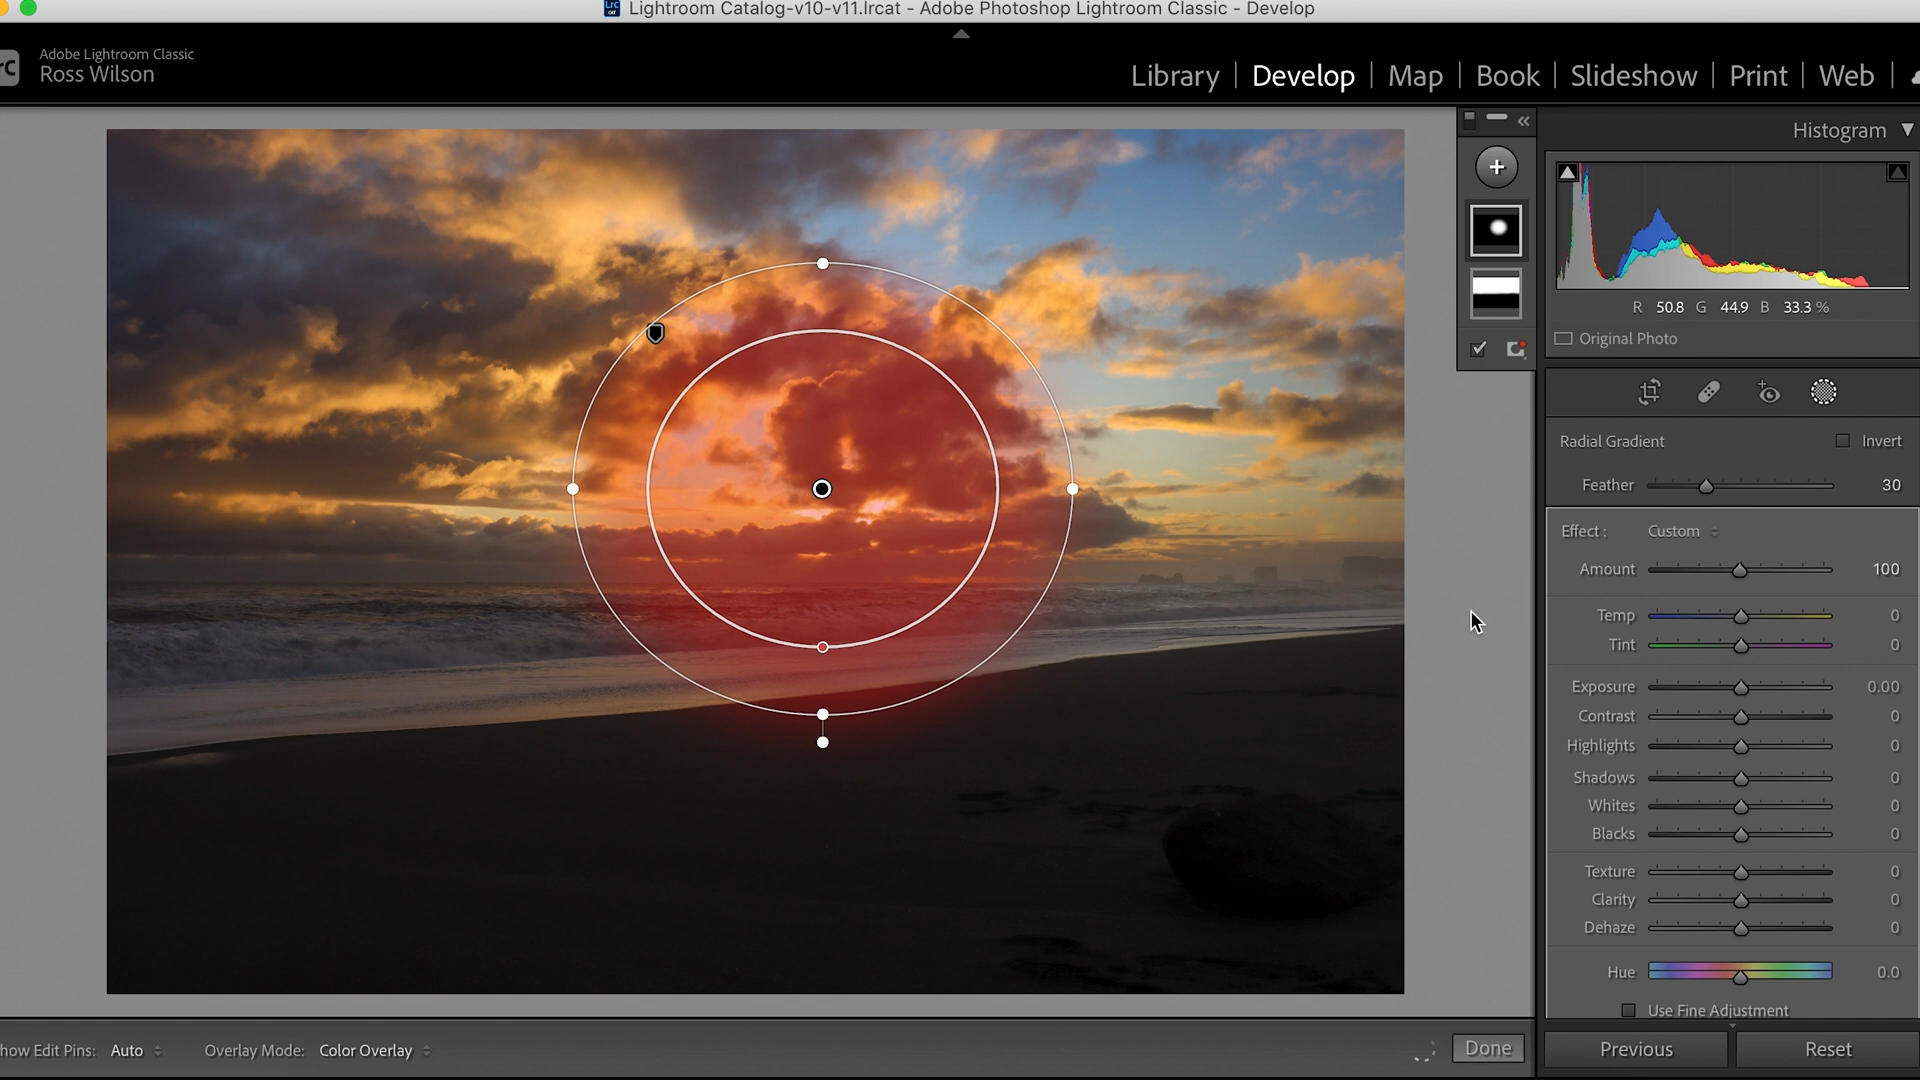 Lightroom Catalog-v10-v11.lrcat - Adobe Photoshop Lightroom Classic - Develop
Adobe Lightroom Classic
Ross Wilson
Library | Develop | Map | Book | Slideshow | Print | Web |
Histogram
R 50.8 G 44.9 B 33.3 %
Original Photo
Radial Gradient Invert
Feather 30
Effect : Custom
Amount 100
Temp 0
Tint 0
Exposure 0.00
Contrast 0
Highlights 0
Shadows 0
Whites 0
Blacks 0
Texture 0
Clarity 0
Dehaze 0
Hue 0.0
Use Fine Adjustment
how Edit Pins: Auto Overlay Mode: Color Overlay Done Previous Reset